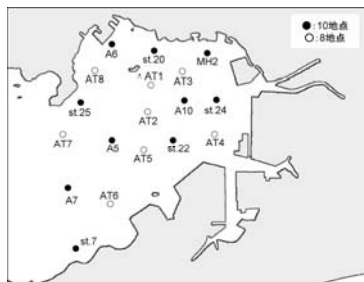 ●:10地点
○:8地点
A6
st.20
MH2
AT8
AT1
AT3
st.25
AT2
A10
st.24
AT7
A5
AT5
st.22
AT4
A7
AT6
st.7